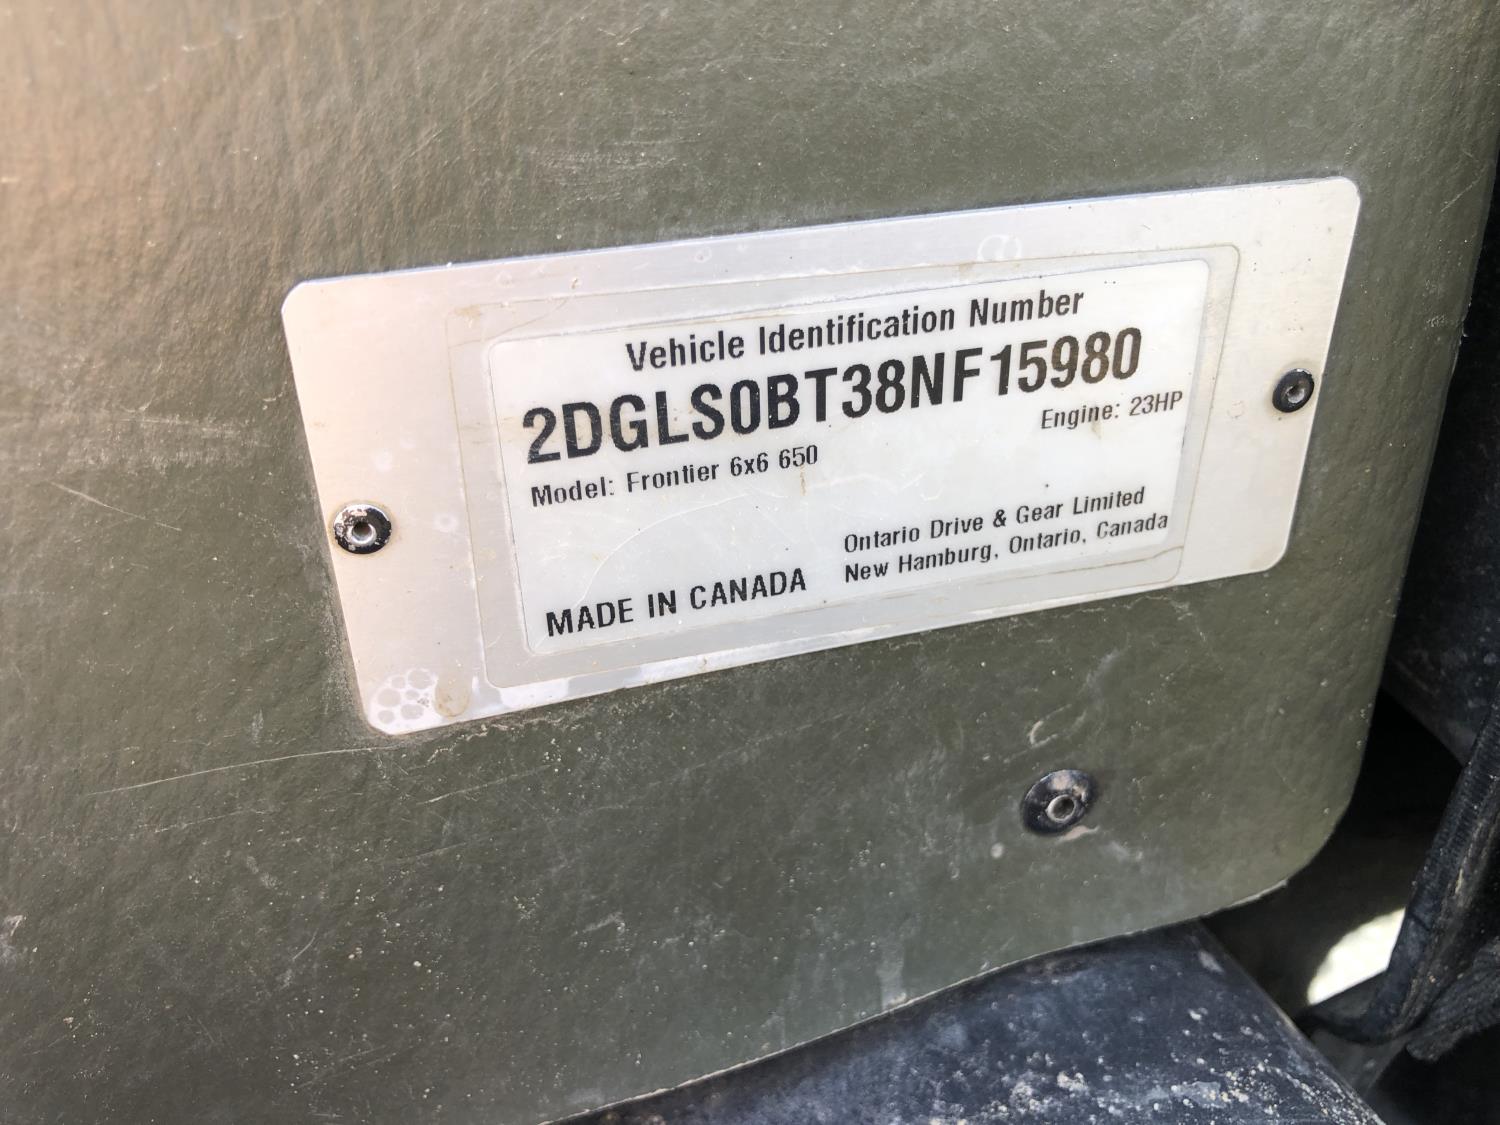 Vehicle Identification Number
2DGLS0BT38NF15980
Engine: 23HP
Model: Frontier 6x6 650
Ontario Drive & Gear Limited
New Hamburg, Ontario, Canada
MADE IN CANADA